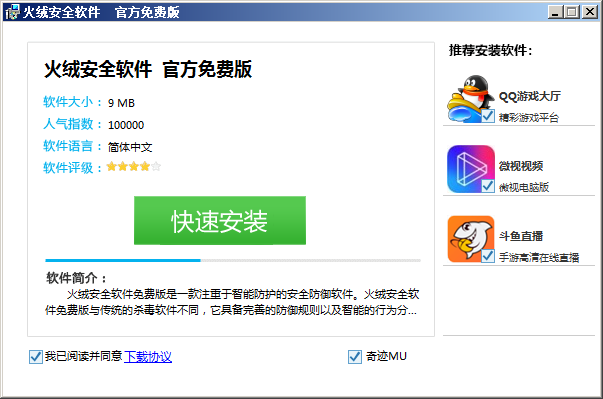 火绒安全软件 官方免费版
火绒安全软件 官方免费版
软件大小： 9 MB
人气指数： 100000
软件语言： 简体中文
软件评级：
快速安装
软件简介：
火绒安全软件免费版是一款注重于智能防护的安全防御软件。火绒安全软
件免费版与传统的杀毒软件不同，它具备完善的防御规则以及智能的行为分...
我已阅读并同意 下载协议
奇迹MU
推荐安装软件：
QQ游戏大厅
精彩游戏平台
微视视频
微视电脑版
斗鱼直播
手游高清在线直播